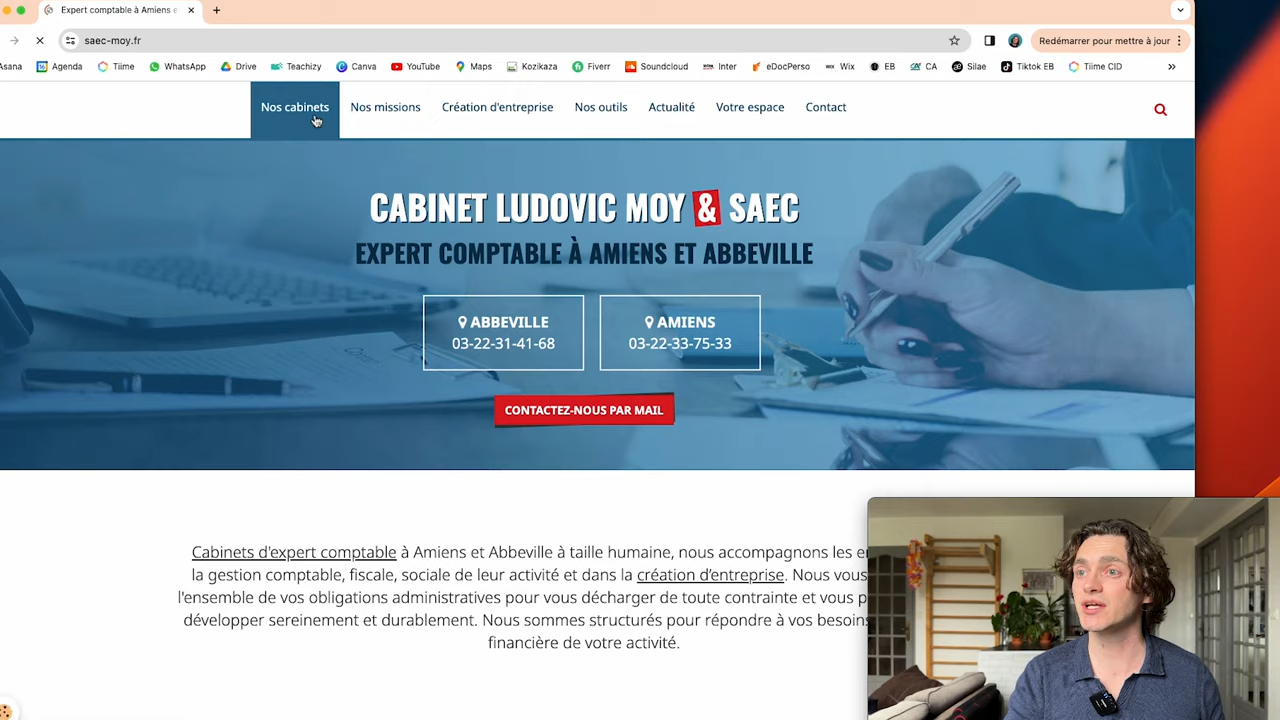 Expert comptable à Amiens e
saec-moy.fr
Redémarrer pour mettre à jour
Asana
Agenda
Tiime
WhatsApp
Drive
Teachizy
Canva
YouTube
Maps
Kozikaza
Fiverr
Soundcloud
Inter
eDocPerso
Wix
EB
CA
Silae
Tiktok EB
Tiime CID
Nos cabinets
Nos missions
Création d'entreprise
Nos outils
Actualité
Votre espace
Contact
CABINET LUDOVIC MOY & SAEC
EXPERT COMPTABLE À AMIENS ET ABBEVILLE
ABBEVILLE
03-22-31-41-68
AMIENS
03-22-33-75-33
CONTACTEZ-NOUS PAR MAIL
Cabinets d'expert comptable à Amiens et Abbeville à taille humaine, nous accompagnons les
la gestion comptable, fiscale, sociale de leur activité et dans la création d'entreprise. Nous vous
l'ensemble de vos obligations administratives pour vous décharger de toute contrainte et vous
développer sereinement et durablement. Nous sommes structurés pour répondre à vos besoins
financière de votre activité.